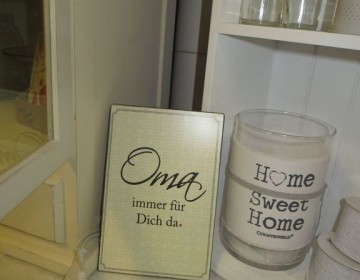 Oma
immer für
Dich da.
Home
Sweet
Home